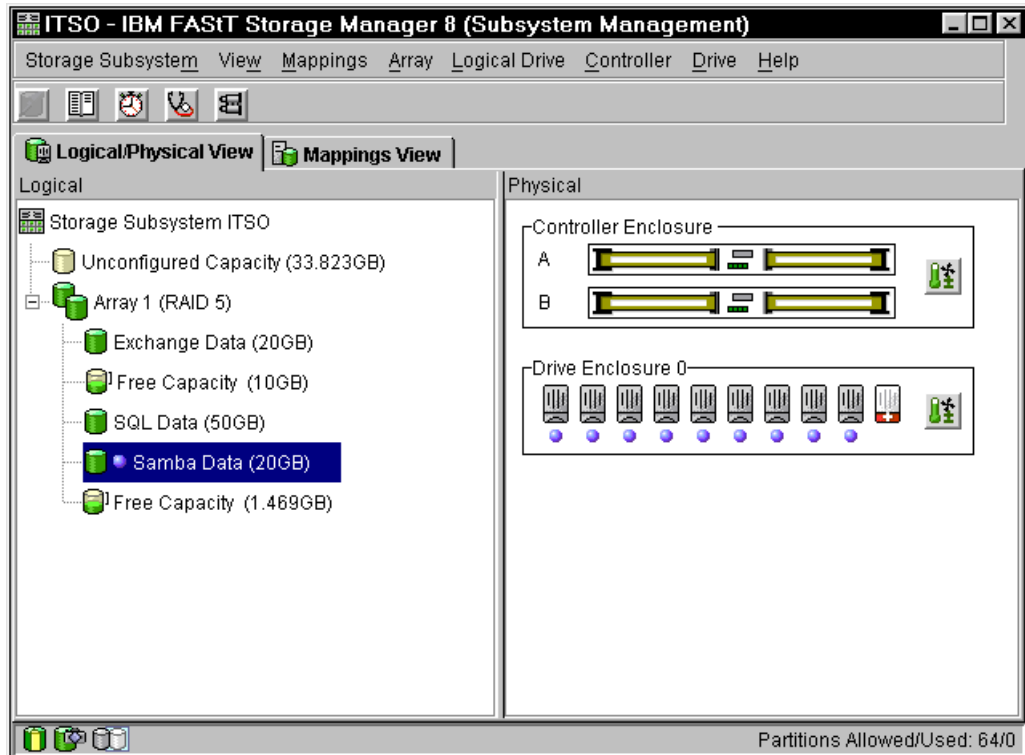 ITSO - IBM FAStT Storage Manager 8 (Subsystem Management)
Storage Subsystem View Mappings Array Logical Drive Controller Drive Help
Logical/Physical View Mappings View
Logical
Storage Subsystem ITSO
Unconfigured Capacity (33.823GB)
Array 1 (RAID 5)
Exchange Data (20GB)
Free Capacity (10GB)
SQL Data (50GB)
Samba Data (20GB)
Free Capacity (1.469GB)
Physical
Controller Enclosure
A
B
Drive Enclosure 0
Partitions Allowed/Used: 64/0